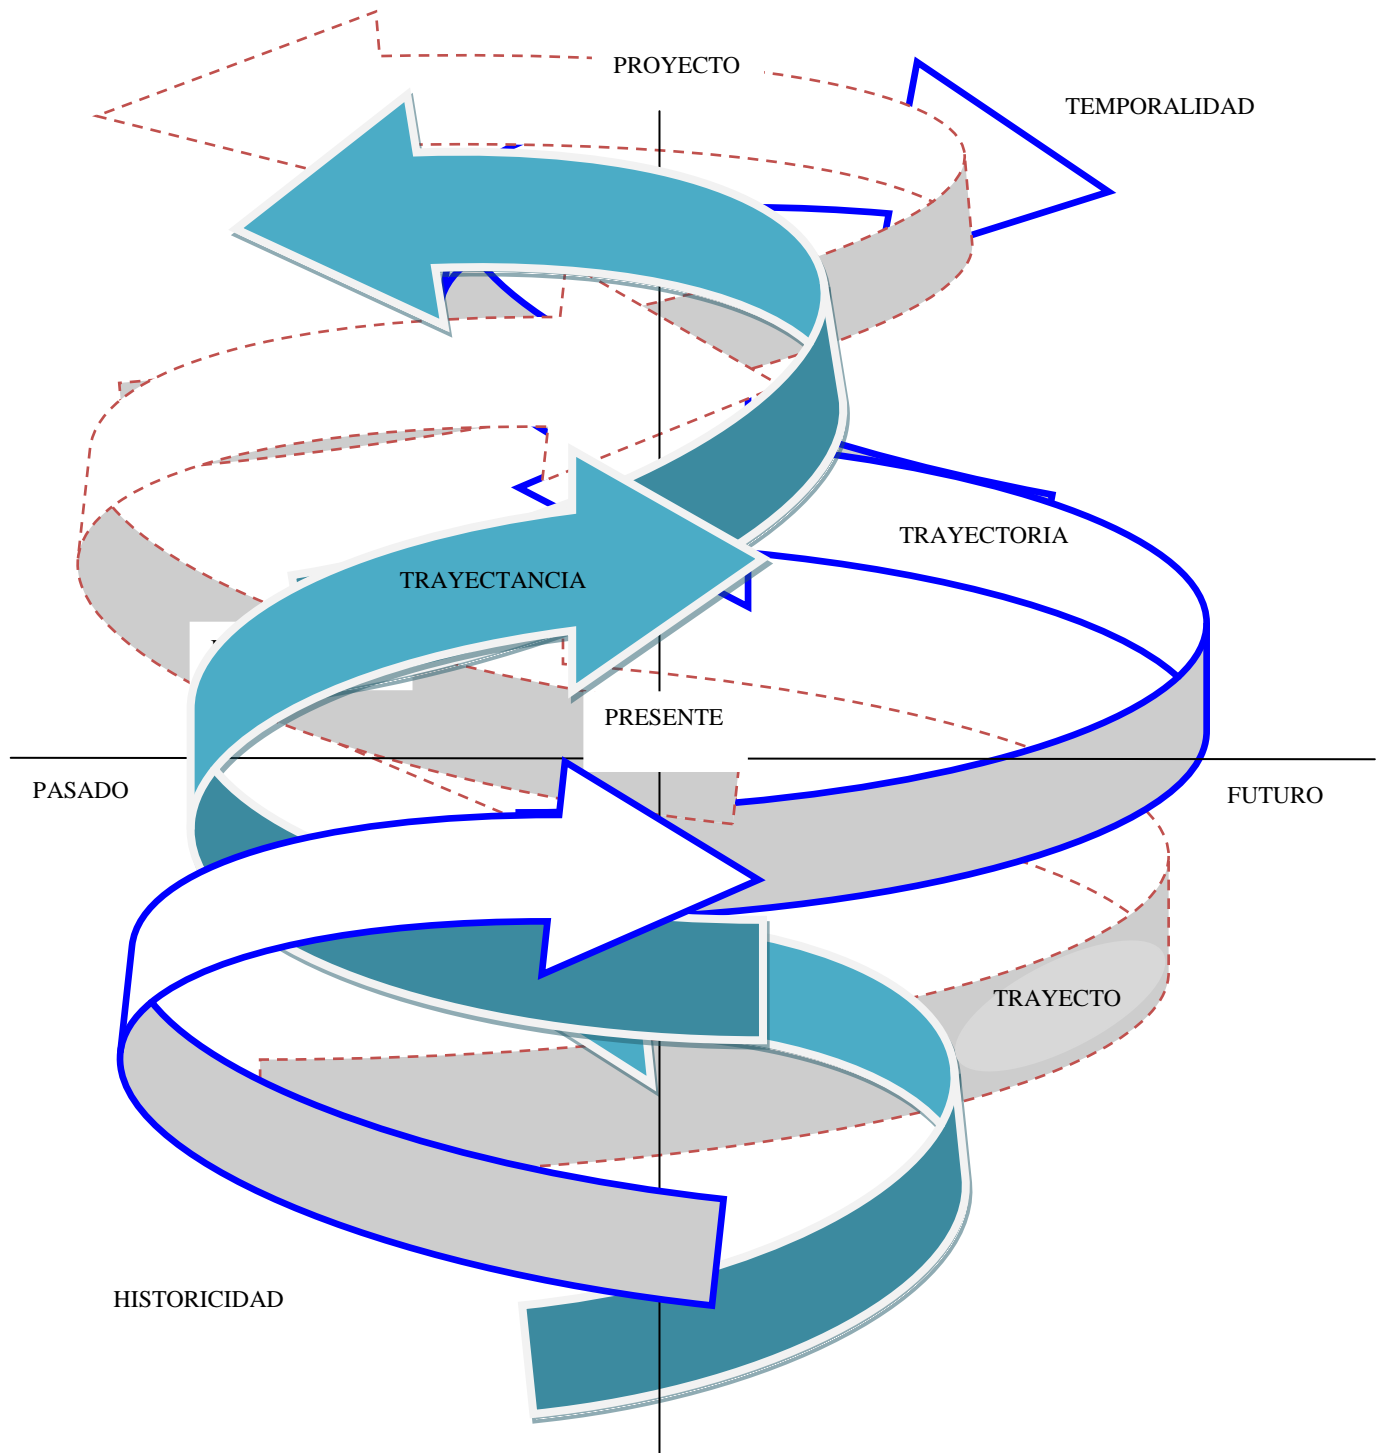 PROYECTO
TEMPORALIDAD
TRAYECTORIA
TRAYECTANCIA
PRESENTE
PASADO
FUTURO
TRAYECTO
HISTORICIDAD